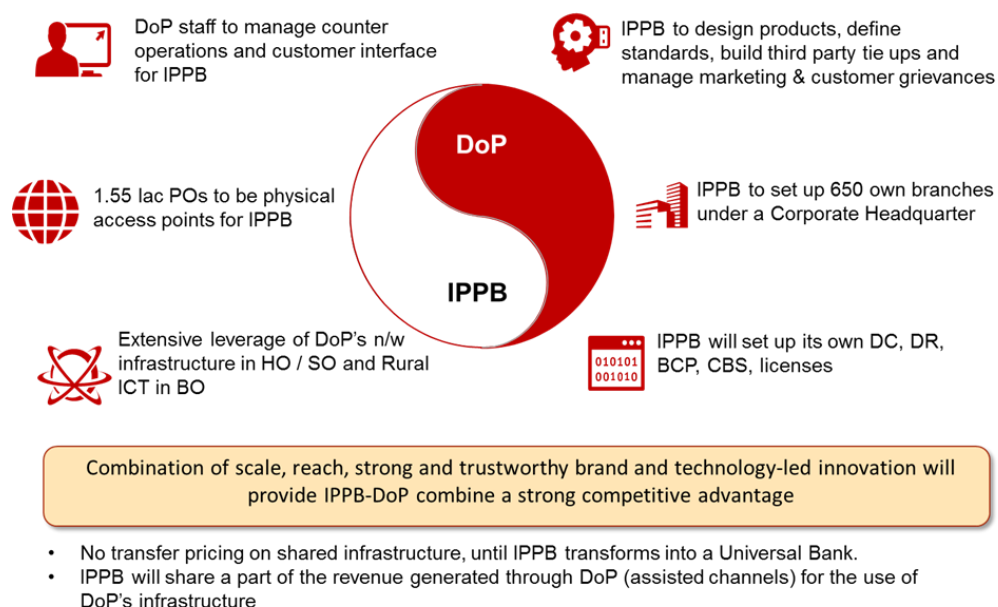 DoP staff to manage counter
operations and customer interface
for IPPB
IPPB to design products, define
standards, build third party tie ups and
manage marketing & customer grievances
DoP
1.55 lac POs to be physical
access points for IPPB
IPPB to set up 650 own branches
under a Corporate Headquarter
IPPB
Extensive leverage of DoP's n/w
infrastructure in HO / SO and Rural
ICT in BO
010101
001010
IPPB will set up its own DC, DR,
BCP, CBS, licenses
Combination of scale, reach, strong and trustworthy brand and technology-led innovation will
provide IPPB-DoP combine a strong competitive advantage
• No transfer pricing on shared infrastructure, until IPPB transforms into a Universal Bank.
• IPPB will share a part of the revenue generated through DoP (assisted channels) for the use of
DoP's infrastructure